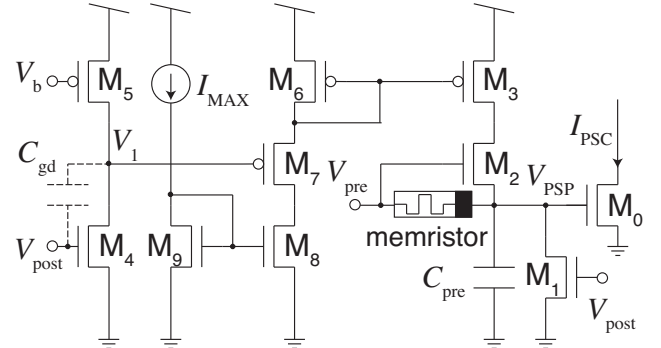 V_b
M_5
I_MAX
M_6
M_3
I_PSC
C_gd
V_1
M_7
V_pre
M_2
V_PSP
M_0
memristor
V_post
M_4
M_9
M_8
C_pre
M_1
V_post